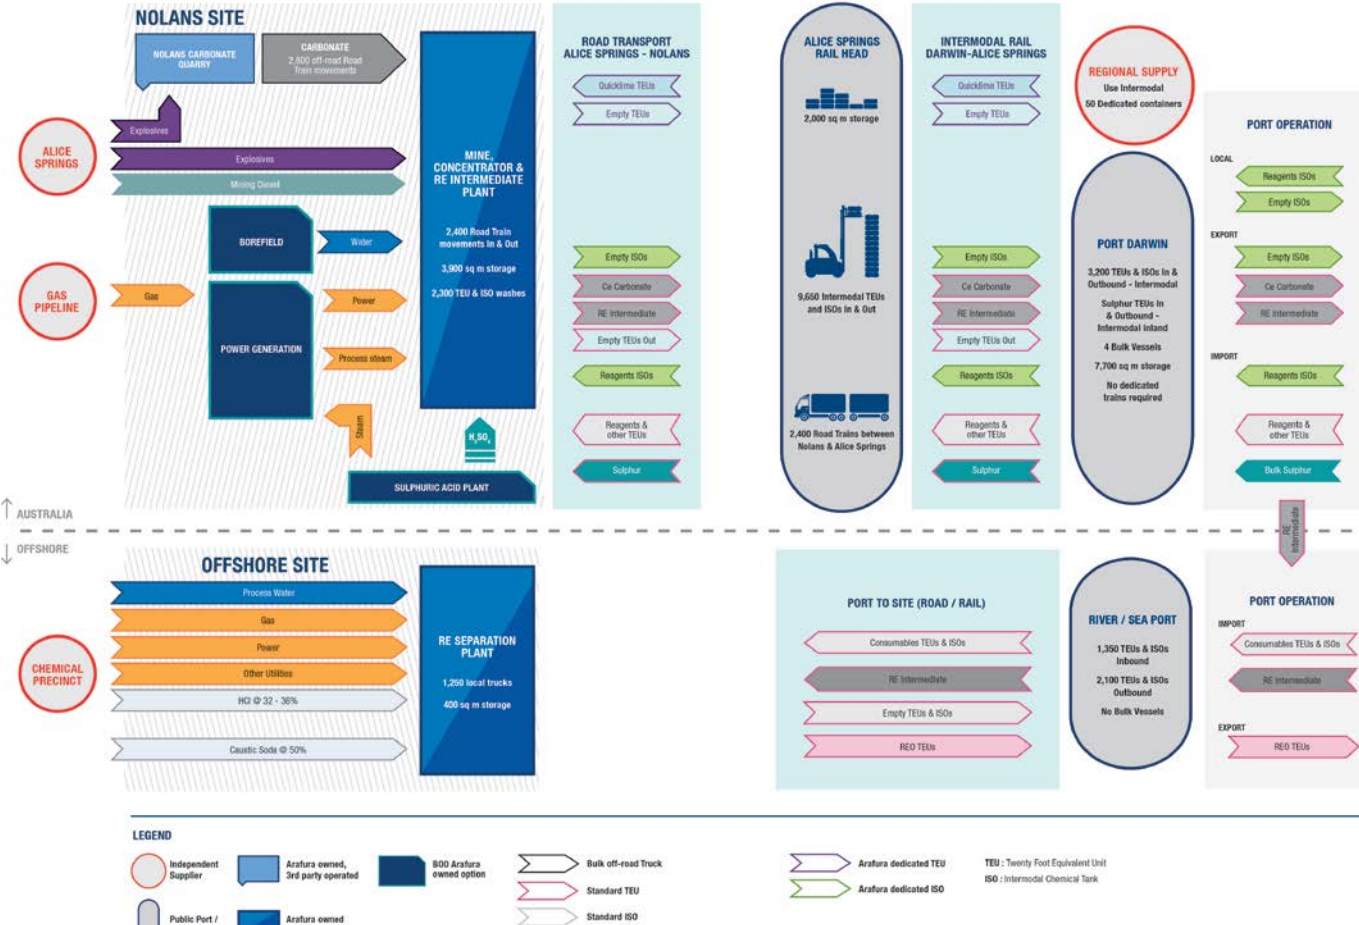 NOLANS SITE
NOLANS CARBONATE
QUARRY
CARBONATE
2,800 off-road Road
Train movements
ALICE
SPRINGS
Explosives
Explosives
Mining Diesel
BOREFIELD
Water
GAS
PIPELINE
Gas
POWER GENERATION
Power
Process steam
Steam
H₂SO₄
SULPHURIC ACID PLANT
MINE,
CONCENTRATOR &
RE INTERMEDIATE
PLANT
2,400 Road Train
movements In & Out
3,900 sq m storage
2,300 TEU & ISO washes
ROAD TRANSPORT
ALICE SPRINGS - NOLANS
Quicklime TEUs
Empty TEUs
Empty ISOs
Ce Carbonate
RE Intermediate
Empty TEUs Out
Reagents ISOs
Reagents &
other TEUs
Sulphur
ALICE SPRINGS
RAIL HEAD
2,000 sq m storage
9,650 Intermodal TEUs
and ISOs In & Out
2,400 Road Trains between
Nolans & Alice Springs
INTERMODAL RAIL
DARWIN-ALICE SPRINGS
Quicklime TEUs
Empty TEUs
Empty ISOs
Ce Carbonate
RE Intermediate
Empty TEUs Out
Reagents ISOs
Reagents &
other TEUs
Sulphur
REGIONAL SUPPLY
Use Intermodal
50 Dedicated containers
PORT DARWIN
3,200 TEUs & ISOs In &
Outbound - Intermodal
Sulphur TEUs In
& Outbound -
Intermodal inland
4 Bulk Vessels
7,700 sq m storage
No dedicated
trains required
PORT OPERATION
LOCAL
Reagents ISOs
Empty ISOs
EXPORT
Empty ISOs
Ce Carbonate
RE Intermediate
IMPORT
Reagents ISOs
Reagents &
other TEUs
Bulk Sulphur
AUSTRALIA
OFFSHORE
RE
Intermediate
OFFSHORE SITE
CHEMICAL
PRECINCT
Process Water
Gas
Power
Other Utilities
HCl @ 32 - 36%
Caustic Soda @ 50%
RE SEPARATION
PLANT
1,250 local trucks
400 sq m storage
PORT TO SITE (ROAD / RAIL)
Consumables TEUs & ISOs
RE Intermediate
Empty TEUs & ISOs
REO TEUs
RIVER / SEA PORT
1,350 TEUs & ISOs
Inbound
2,100 TEUs & ISOs
Outbound
No Bulk Vessels
PORT OPERATION
IMPORT
Consumables TEUs & ISOs
RE Intermediate
EXPORT
REO TEUs
LEGEND
Independent
Supplier
Arafura owned,
3rd party operated
BOO Arafura
owned option
Bulk off-road Truck
Standard TEU
Standard ISO
Arafura dedicated TEU
Arafura dedicated ISO
TEU : Twenty Foot Equivalent Unit
ISO : Intermodal Chemical Tank
Public Port /
Arafura owned